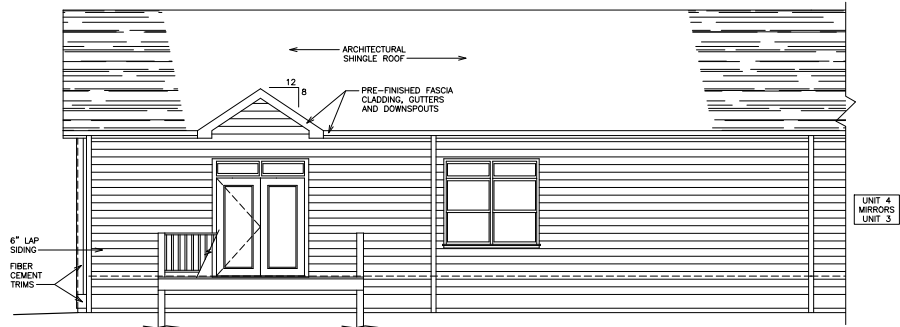 ARCHITECTURAL
SHINGLE ROOF
12
8
PRE-FINISHED FASCIA
CLADDING, GUTTERS
AND DOWNSPOUTS
UNIT 4
MIRRORS
UNIT 3
6" LAP
SIDING
FIBER
CEMENT
TRIMS